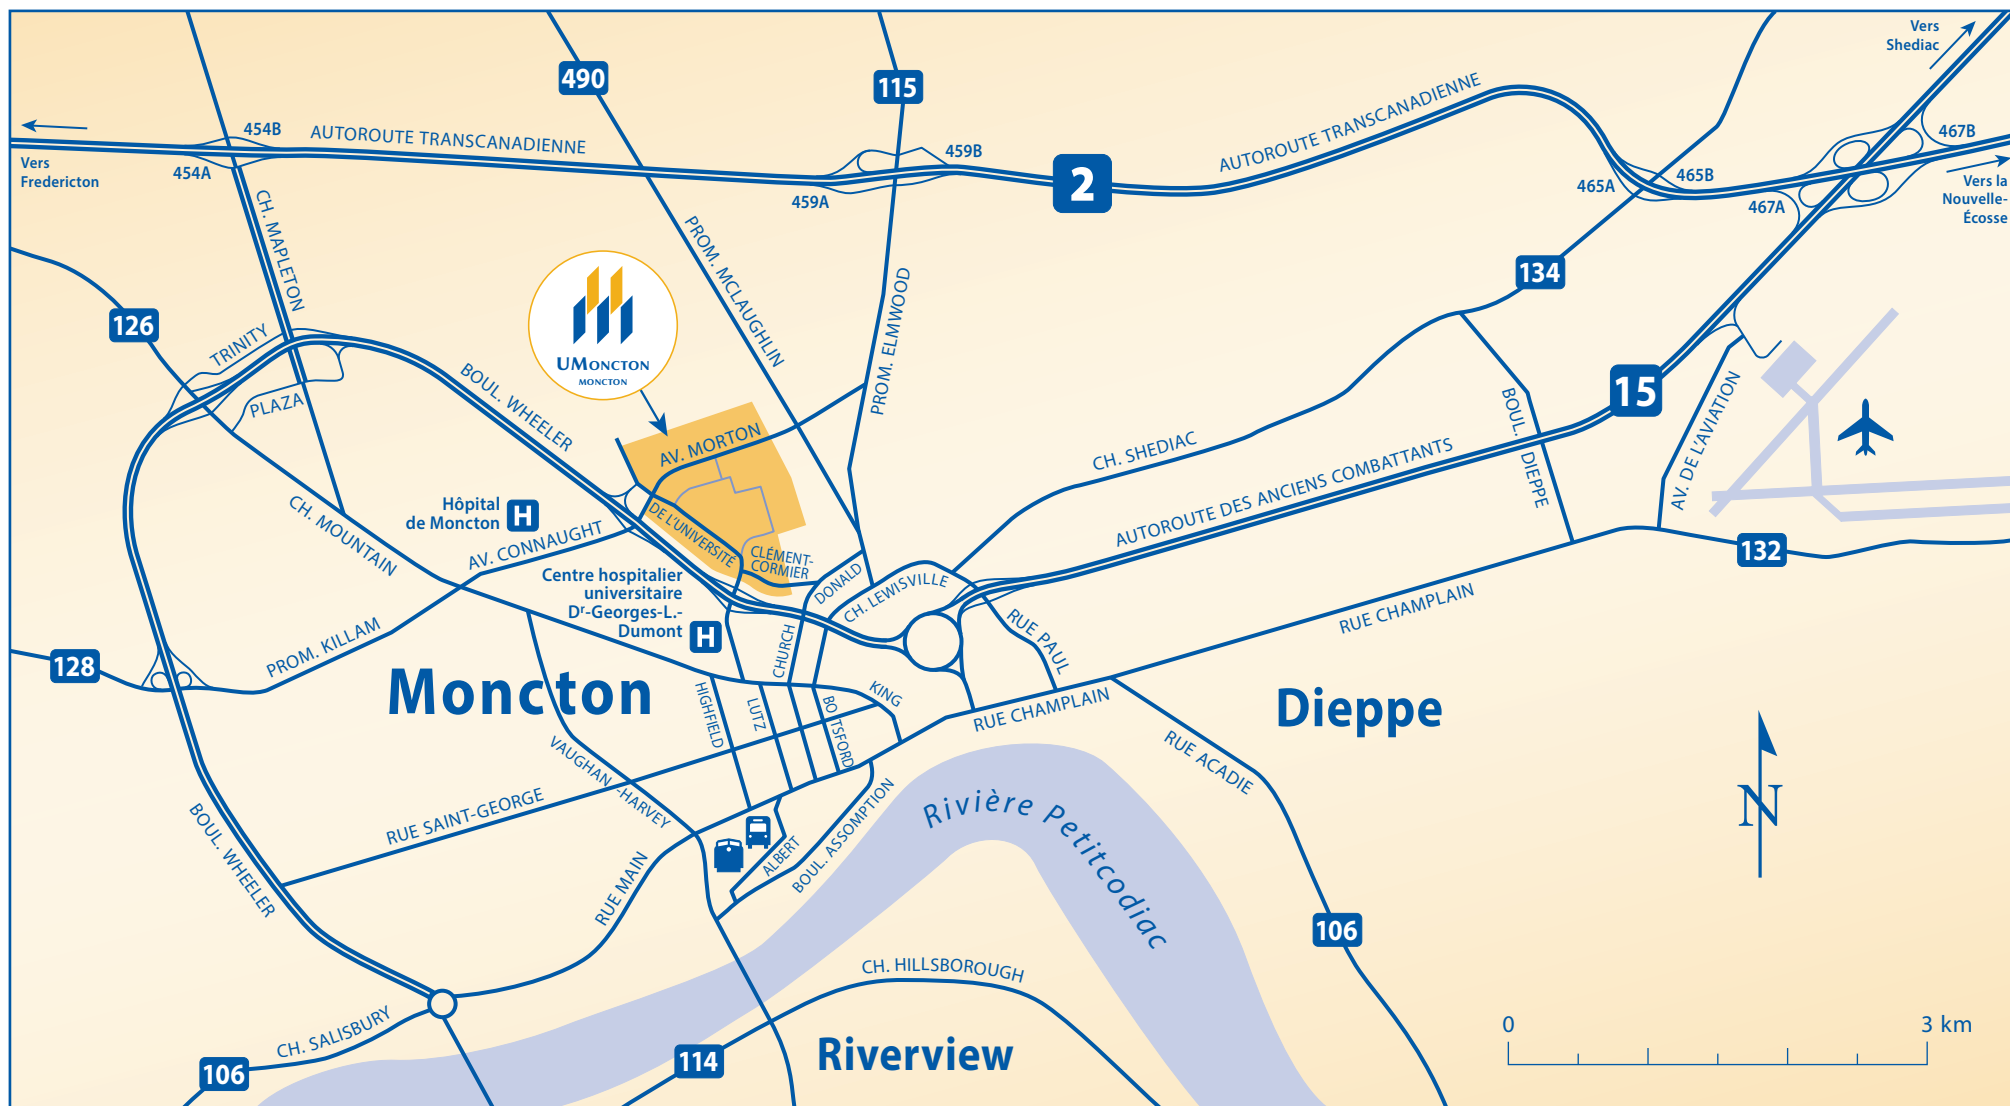 Vers
Shediac
490
115
454B
AUTOROUTE TRANSCANADIENNE
AUTOROUTE TRANSCANADIENNE
467B
Vers
Fredericton
454A
459B
459A
2
465A
465B
467A
Vers la
Nouvelle-
Écosse
CH. MAPLETON
PROM. MCLAUGHLIN
PROM. ELMWOOD
134
126
TRINITY
UMONCTON
MONCTON
BOUL. WHEELER
PLAZA
15
BOUL. DIEPPE
AV. DE L'AVIATION
AV. MORTON
CH. SHEDIAC
AUTOROUTE DES ANCIENS COMBATTANTS
Hôpital
de Moncton
H
CH. MOUNTAIN
AV. CONNAUGHT
DE L'UNIVERSITÉ
CLÉMENT-
CORMIER
132
Centre hospitalier
universitaire
Dr-Georges-L.-
Dumont
H
DONALD
CH. LEWISVILLE
RUE PAUL
RUE CHAMPLAIN
CHURCH
PROM. KILLAM
128
Moncton
HIGHFIELD
LUTZ
BOTSFORD
KING
RUE CHAMPLAIN
Dieppe
VAUGHAN-HARVEY
RUE ACADIE
RUE SAINT-GEORGE
BOUL. WHEELER
RUE MAIN
ALBERT
BOUL. ASSOMPTION
Rivière Petitcodiac
N
106
CH. HILLSBOROUGH
CH. SALISBURY
106
114
Riverview
0
3 km